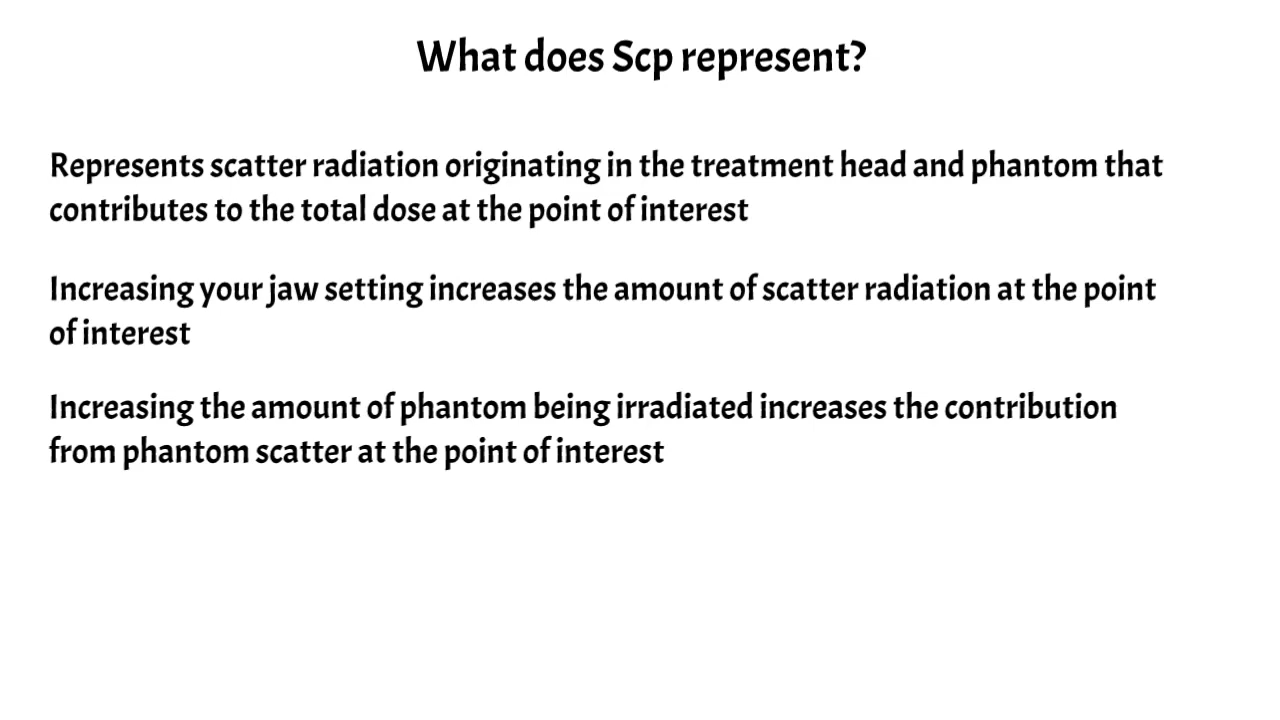 What does Scp represent?
Represents scatter radiation originating in the treatment head and phantom that
contributes to the total dose at the point of interest
Increasing your jaw setting increases the amount of scatter radiation at the point
of interest
Increasing the amount of phantom being irradiated increases the contribution
from phantom scatter at the point of interest